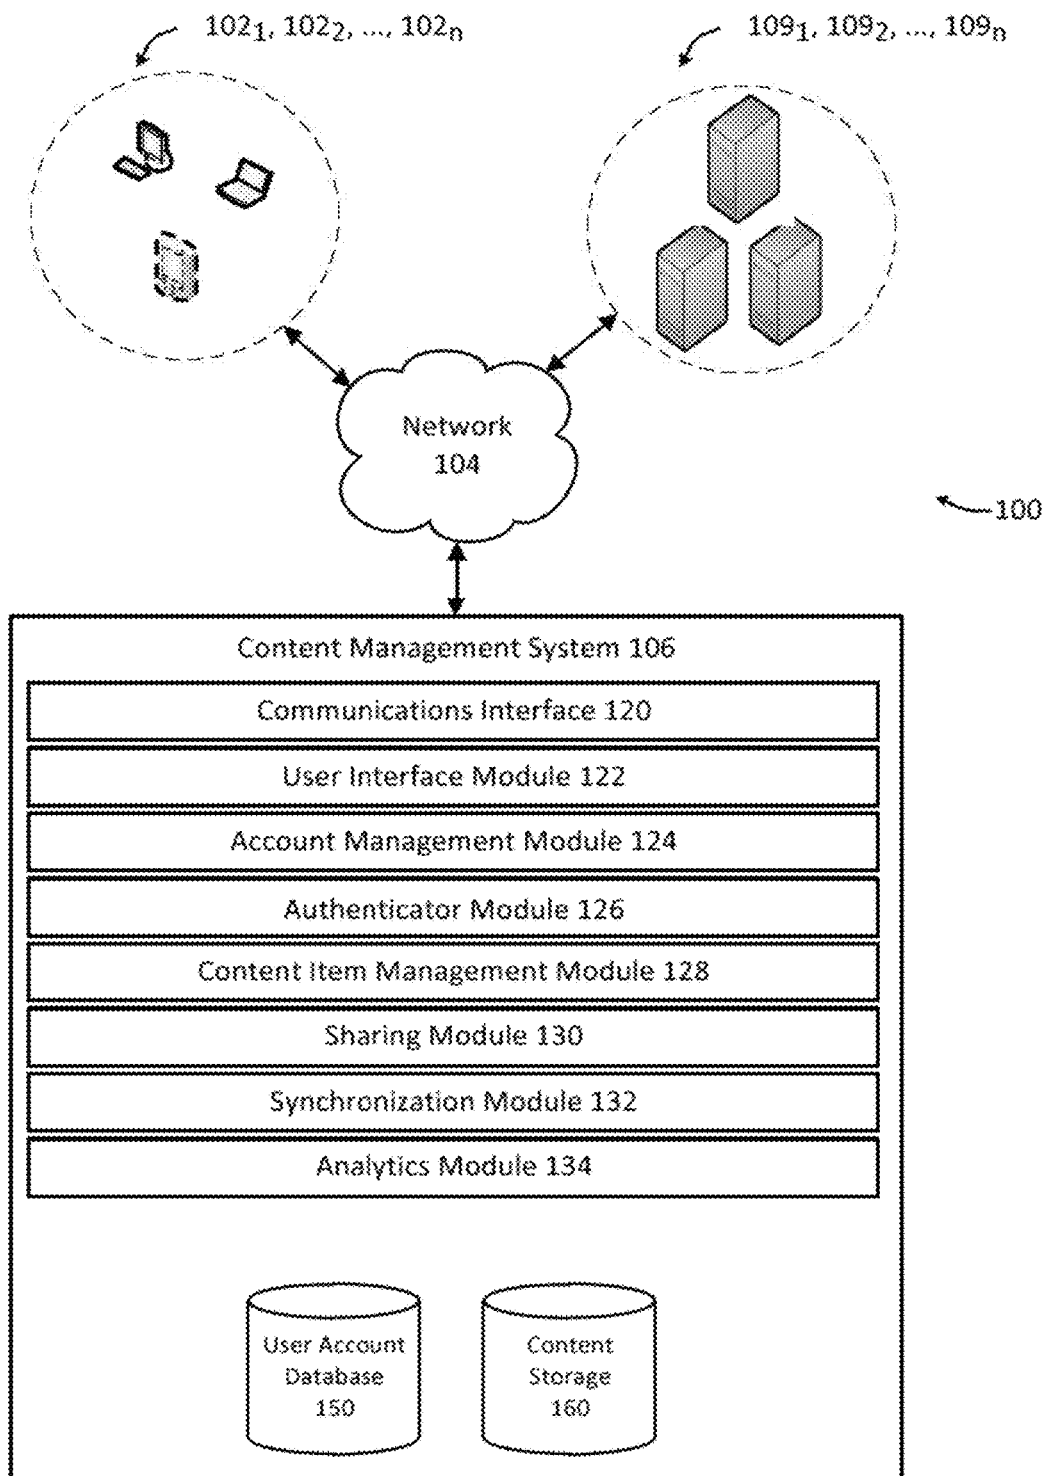 102₁, 102₂, ..., 102ₙ
109₁, 109₂, ..., 109ₙ
Network
104
100
Content Management System 106
Communications Interface 120
User Interface Module 122
Account Management Module 124
Authenticator Module 126
Content Item Management Module 128
Sharing Module 130
Synchronization Module 132
Analytics Module 134
User Account
Database
150
Content
Storage
160